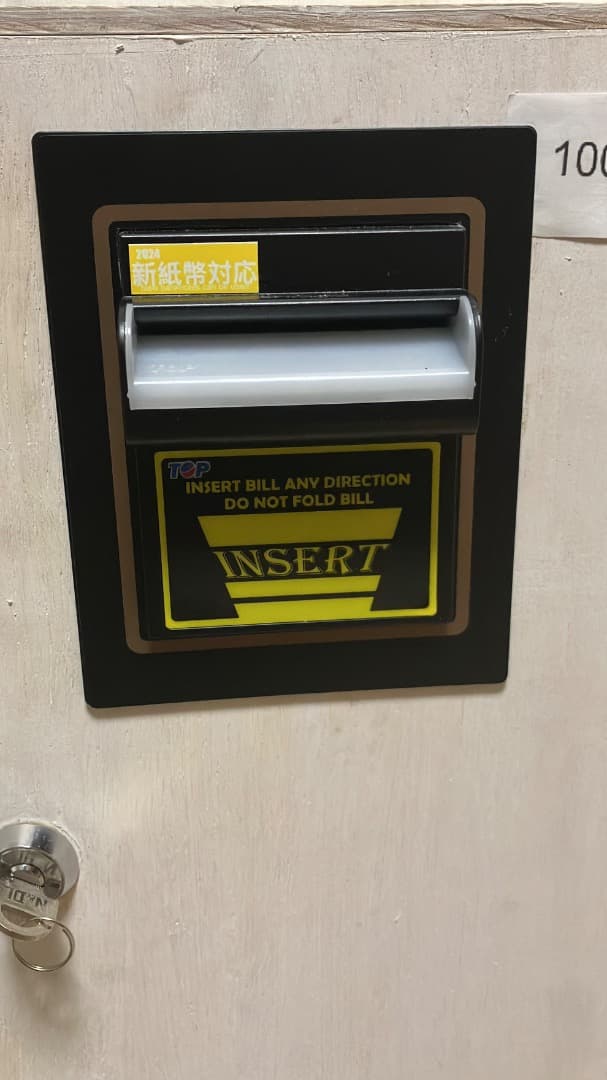 2024
新紙幣対応
100
TOP
INSERT BILL ANY DIRECTION
DO NOT FOLD BILL
INSERT